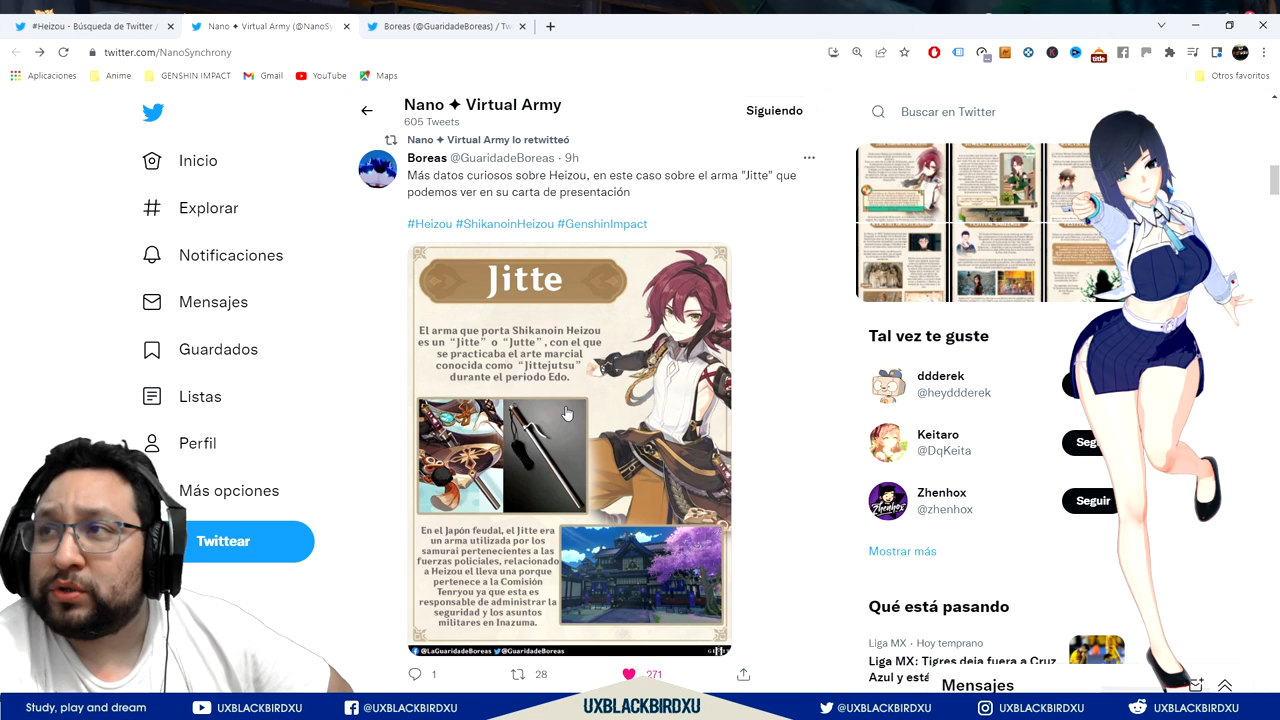 #Heizou - Búsqueda de Twitter /
Nano ✦ Virtual Army (@NanoSy
Boreas (@GuaridadeBoreas) / Tw
twitter.com/NanoSynchrony
Aplicaciones
Anime
GENSHIN IMPACT
Gmail
YouTube
Maps
Otros favoritos
title
Inicio
Explorar
Notificaciones
Mensajes
Guardados
Listas
Perfil
Más opciones
Twittear
Nano ✦ Virtual Army
605 Tweets
Siguiendo
Nano ✦ Virtual Army lo retwitteó
Boreas @GuaridadeBoreas · 9h
Más datos curiosos sobre Heizou, en este caso sobre el arma "Jitte" que
podemos ver en su carta de presentación
#Heizou #ShikanoinHeizou #GenshinImpact
Jitte
El arma que porta Shikanoin Heizou
es un "Jitte" o "Jutte", con el que
se practicaba el arte marcial
conocida como "Jittejutsu"
durante el periodo Edo.
En el Japón feudal, el Jitte era
un arma utilizada por los
samurai pertenecientes a las
fuerzas policiales, relacionado
a Heizou el lleva una porque
pertenece a la Comisión
Tenryou ya que esta es
responsable de administrar la
seguridad y los asuntos
militares en Inazuma.
@LaGuaridadeBoreas @GuaridadeBoreas
1
28
271
Buscar en Twitter
Tal vez te guste
ddderek
@heyddderek
Keitaro
@DqKeita
Seg
Zhenhox
@zhenhox
Seguir
Mostrar más
Qué está pasando
Liga MX · Hoy temprano
Liga MX: Tigres deja fuera a Cruz
Azul y está
Mensajes
Study, play and dream
UXBLACKBIRDXU
@UXBLACKBIRDXU
UXBLACKBIRDXU
@UXBLACKBIRDXU
UXBLACKBIRDXU
UXBLACKBIRDXU